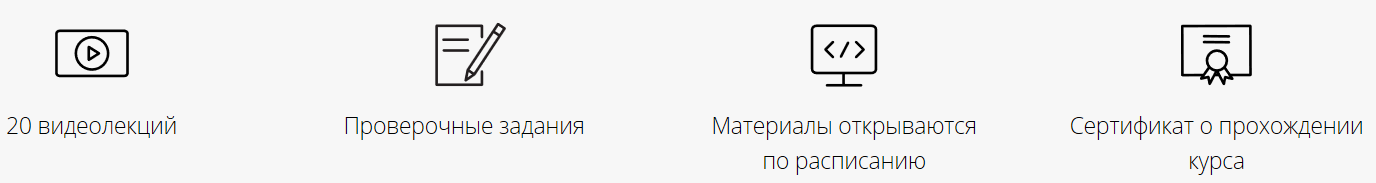 20 видеолекций
Проверочные задания
Материалы открываются
по расписанию
Сертификат о прохождении
курса